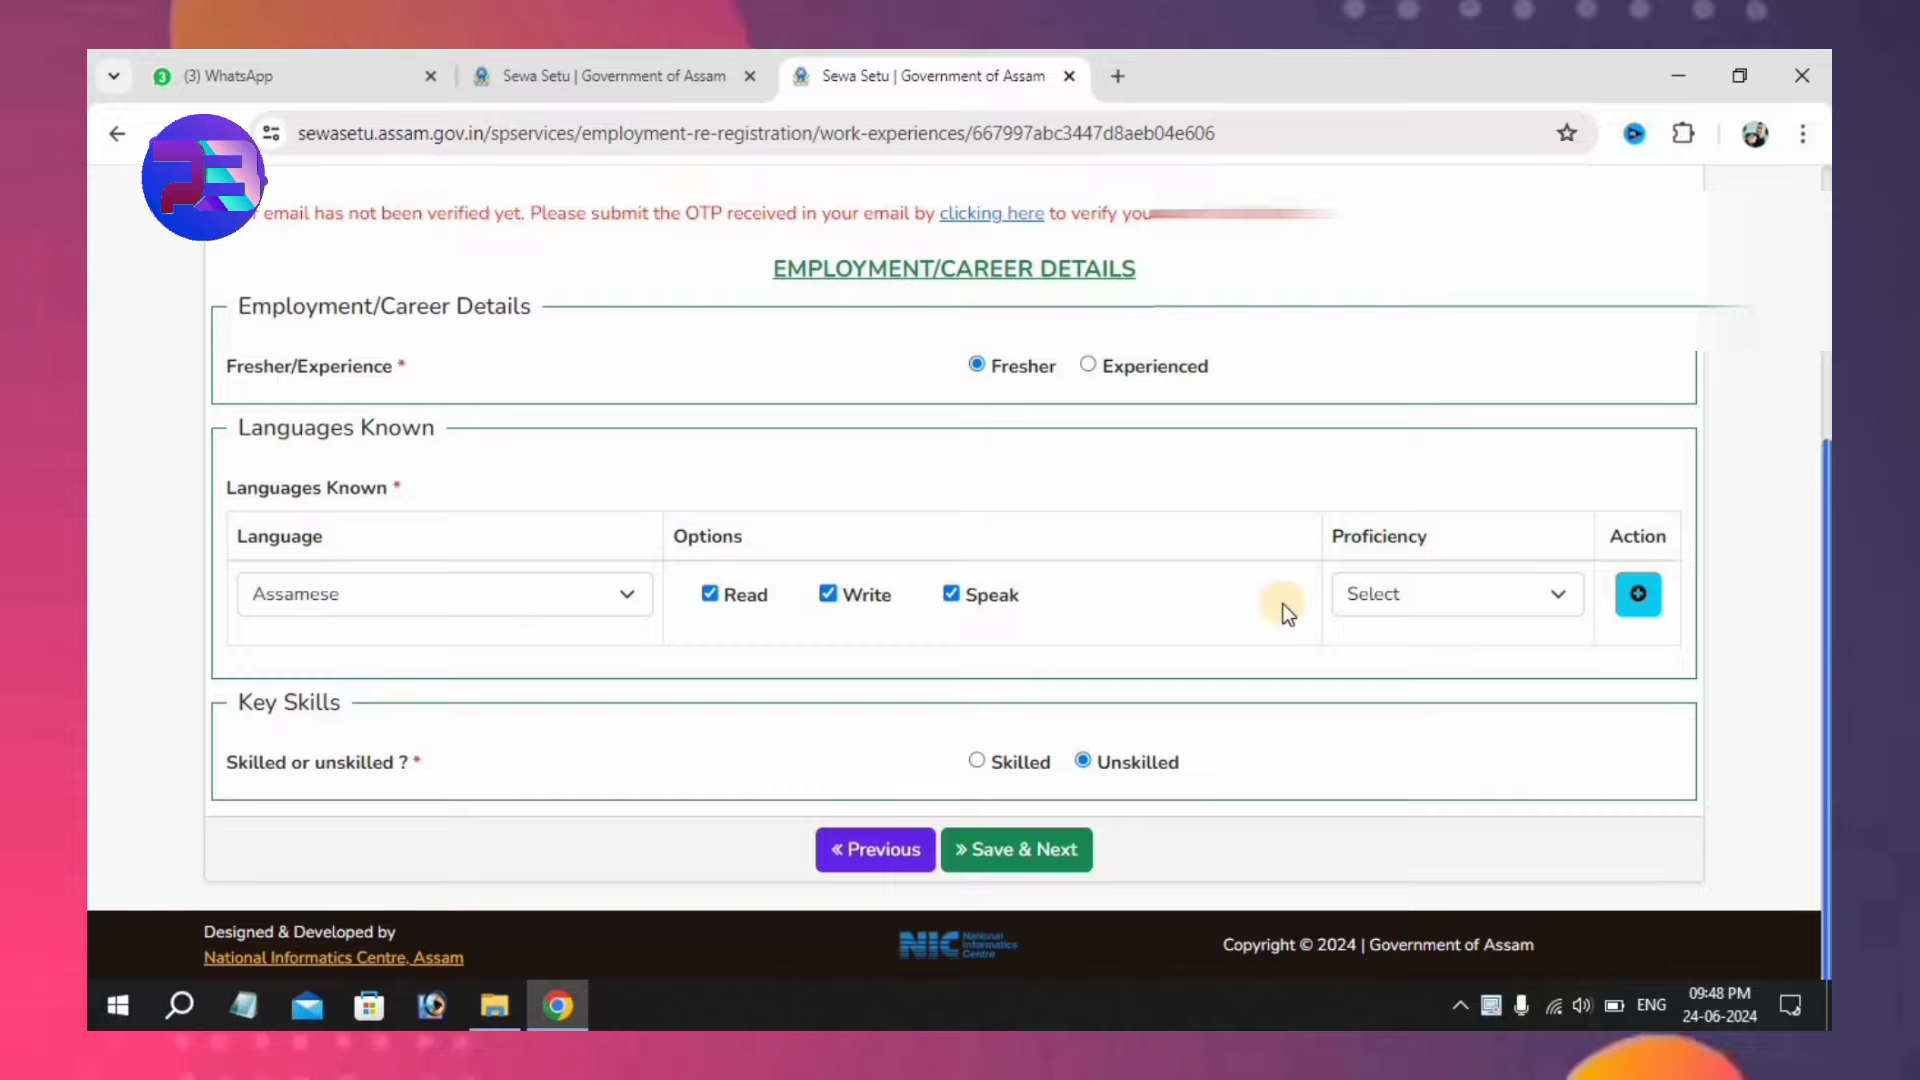 (3) WhatsApp
Sewa Setu | Government of Assam
Sewa Setu | Government of Assam
sewasetu.assam.gov.in/spservices/employment-re-registration/work-experiences/667997abc3447d8aeb04e606
email has not been verified yet. Please submit the OTP received in your email by clicking here to verify you
EMPLOYMENT/CAREER DETAILS
Employment/Career Details
Fresher/Experience *
Fresher
Experienced
Languages Known
Languages Known *
Language
Options
Proficiency
Action
Assamese
Read
Write
Speak
Select
Key Skills
Skilled or unskilled ? *
Skilled
Unskilled
« Previous
» Save & Next
Designed & Developed by
National Informatics Centre, Assam
NIC
National
Informatics
Centre
Copyright © 2024 | Government of Assam
ENG
09:48 PM
24-06-2024